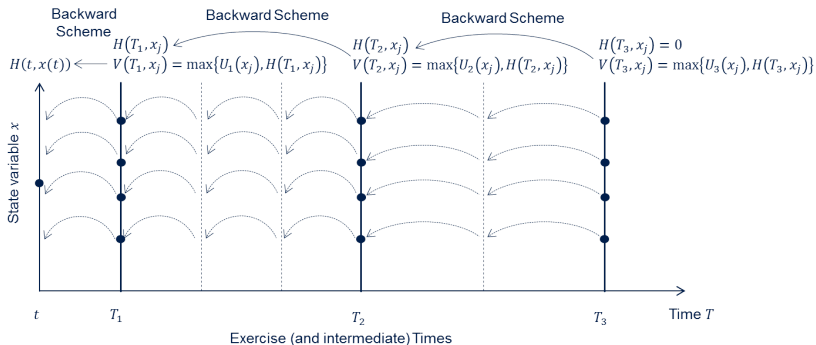 Backward
Scheme
Backward Scheme
Backward Scheme
H(T₁, xⱼ)
H(T₂, xⱼ)
H(T₃, xⱼ) = 0
H(t, x(t))
V(T₁, xⱼ) = max{U₁(xⱼ), H(T₁, xⱼ)}
V(T₂, xⱼ) = max{U₂(xⱼ), H(T₂, xⱼ)}
V(T₃, xⱼ) = max{U₃(xⱼ), H(T₃, xⱼ)}
State variable x
t
T₁
T₂
T₃
Time T
Exercise (and intermediate) Times